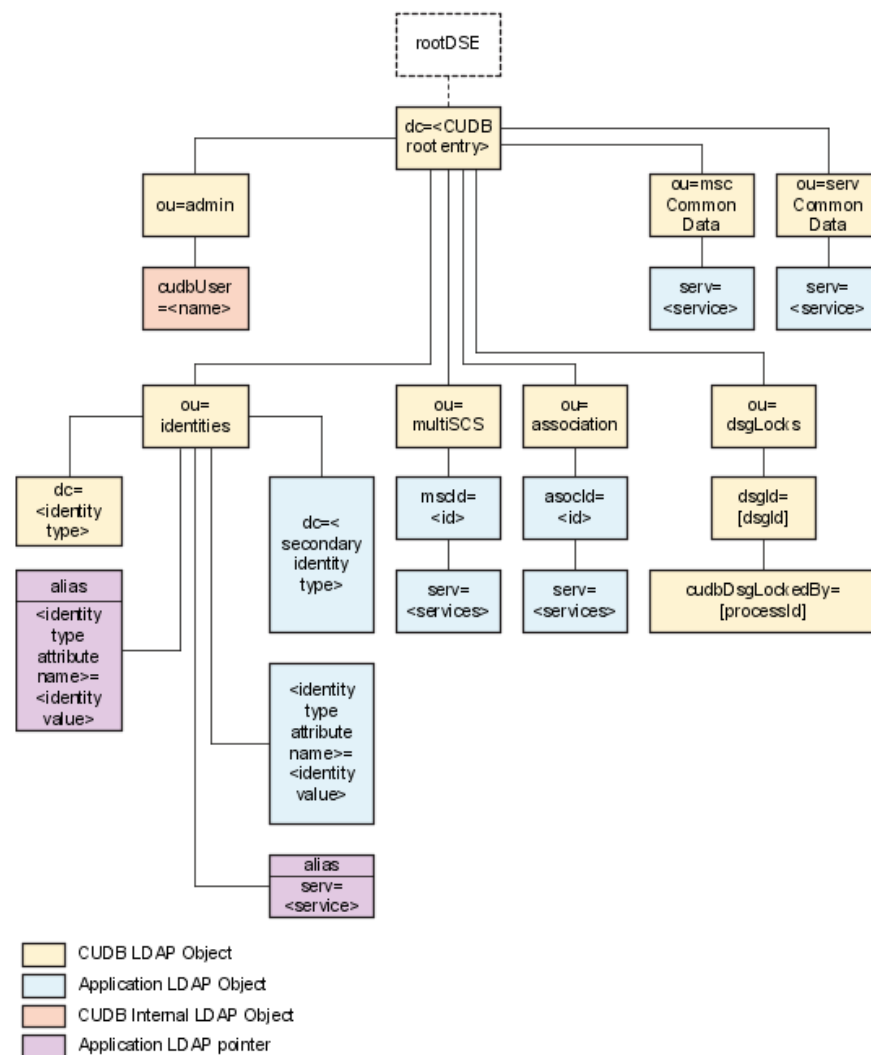 rootDSE
dc=<CUDB
root entry>
ou=admin
ou=msc
Common
Data
ou=serv
Common
Data
cudbUser
=<name>
serv=
<service>
serv=
<service>
ou=
identities
ou=
multiSCS
ou=
association
ou=
dsgLocks
dc=
<identity
type>
dc=<
secondary
identity
type>
mscId=
<id>
asocId=
<id>
dsgId=
[dsgId]
alias
<identity
type
attribute
name>=
<identity
value>
serv=
<services>
serv=
<services>
cudbDsgLockedBy=
[processId]
<identity
type
attribute
name>=
<identity
value>
alias
serv=
<service>
CUDB LDAP Object
Application LDAP Object
CUDB Internal LDAP Object
Application LDAP pointer